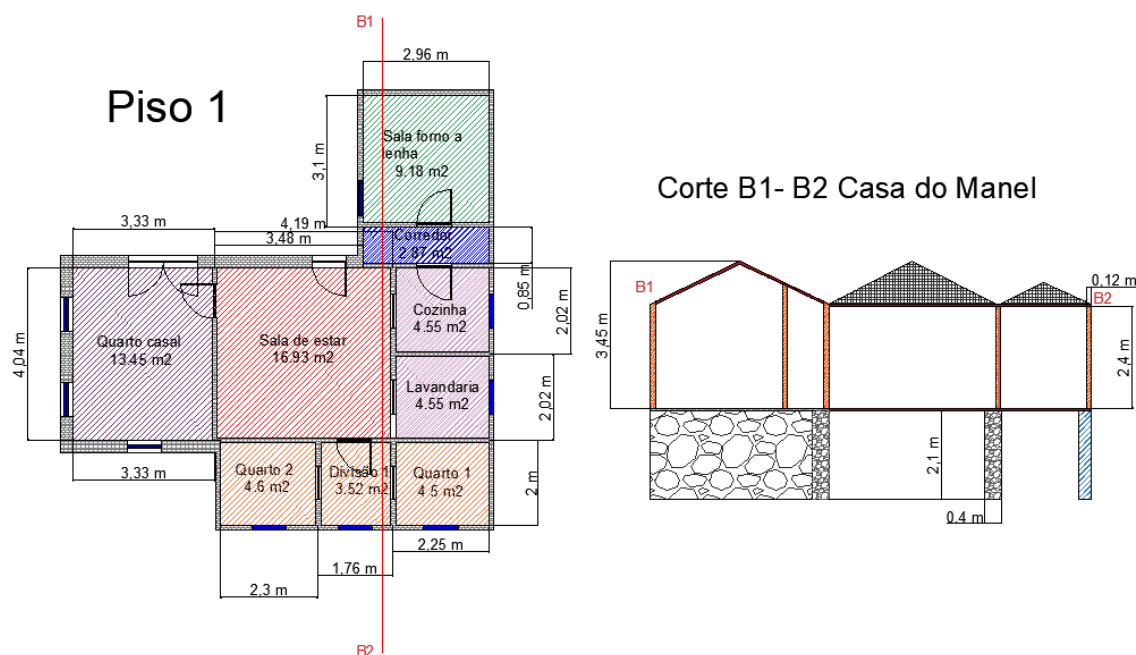 B1
2,96 m
Piso 1
Sala forno a
lenha
9.18 m2
3,1 m
3,33 m
4,19 m
3,48 m
Corredor
2.87 m2
0,85 m
Cozinha
4.55 m2
2,02 m
4,04 m
Quarto casal
13.45 m2
Sala de estar
16.93 m2
Lavandaria
4.55 m2
2,02 m
3,33 m
Quarto 2
4.6 m2
Divisão 1
3.52 m2
Quarto 1
4.5 m2
2 m
2,25 m
1,76 m
2,3 m
B2
Corte B1- B2 Casa do Manel
B1
0,12 m
B2
3,45 m
2,4 m
2,1 m
0,4 m